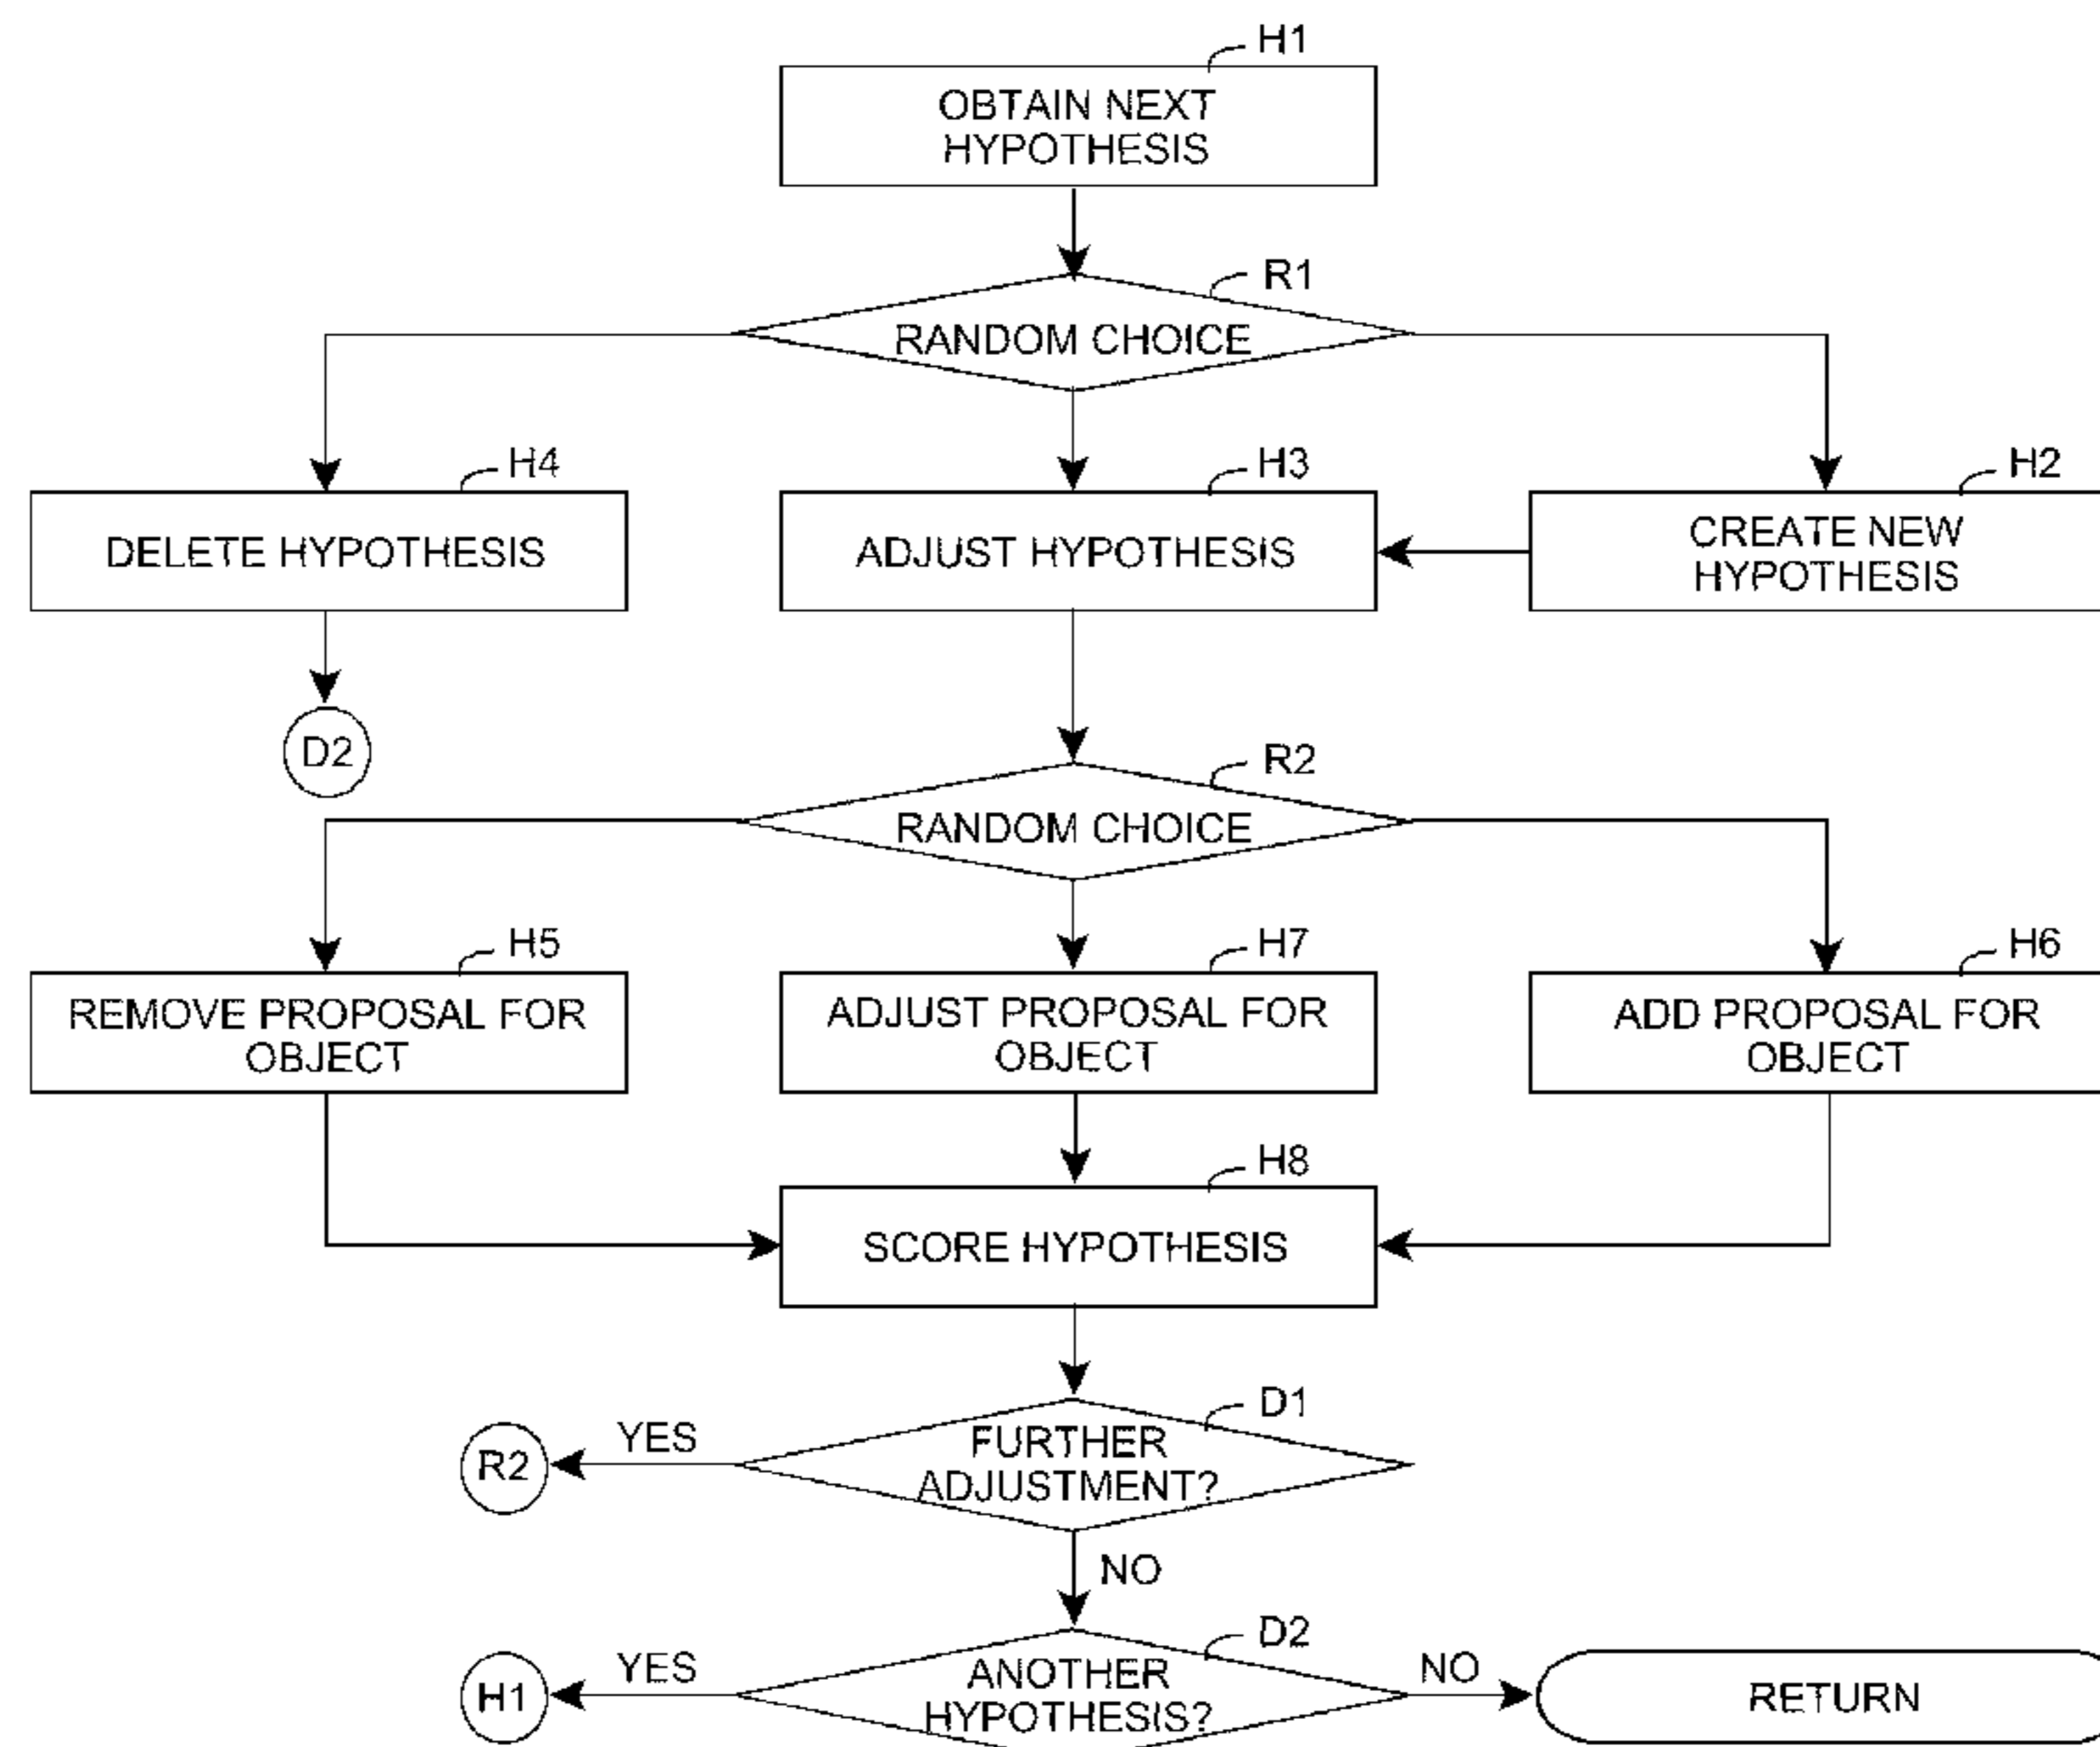 H1
OBTAIN NEXT
HYPOTHESIS
R1
RANDOM CHOICE
H4
H3
H2
DELETE HYPOTHESIS
ADJUST HYPOTHESIS
CREATE NEW
HYPOTHESIS
D2
R2
RANDOM CHOICE
H5
H7
H6
REMOVE PROPOSAL FOR
OBJECT
ADJUST PROPOSAL FOR
OBJECT
ADD PROPOSAL FOR
OBJECT
H8
SCORE HYPOTHESIS
D1
FURTHER
ADJUSTMENT?
YES
R2
NO
D2
ANOTHER
HYPOTHESIS?
YES
H1
NO
RETURN